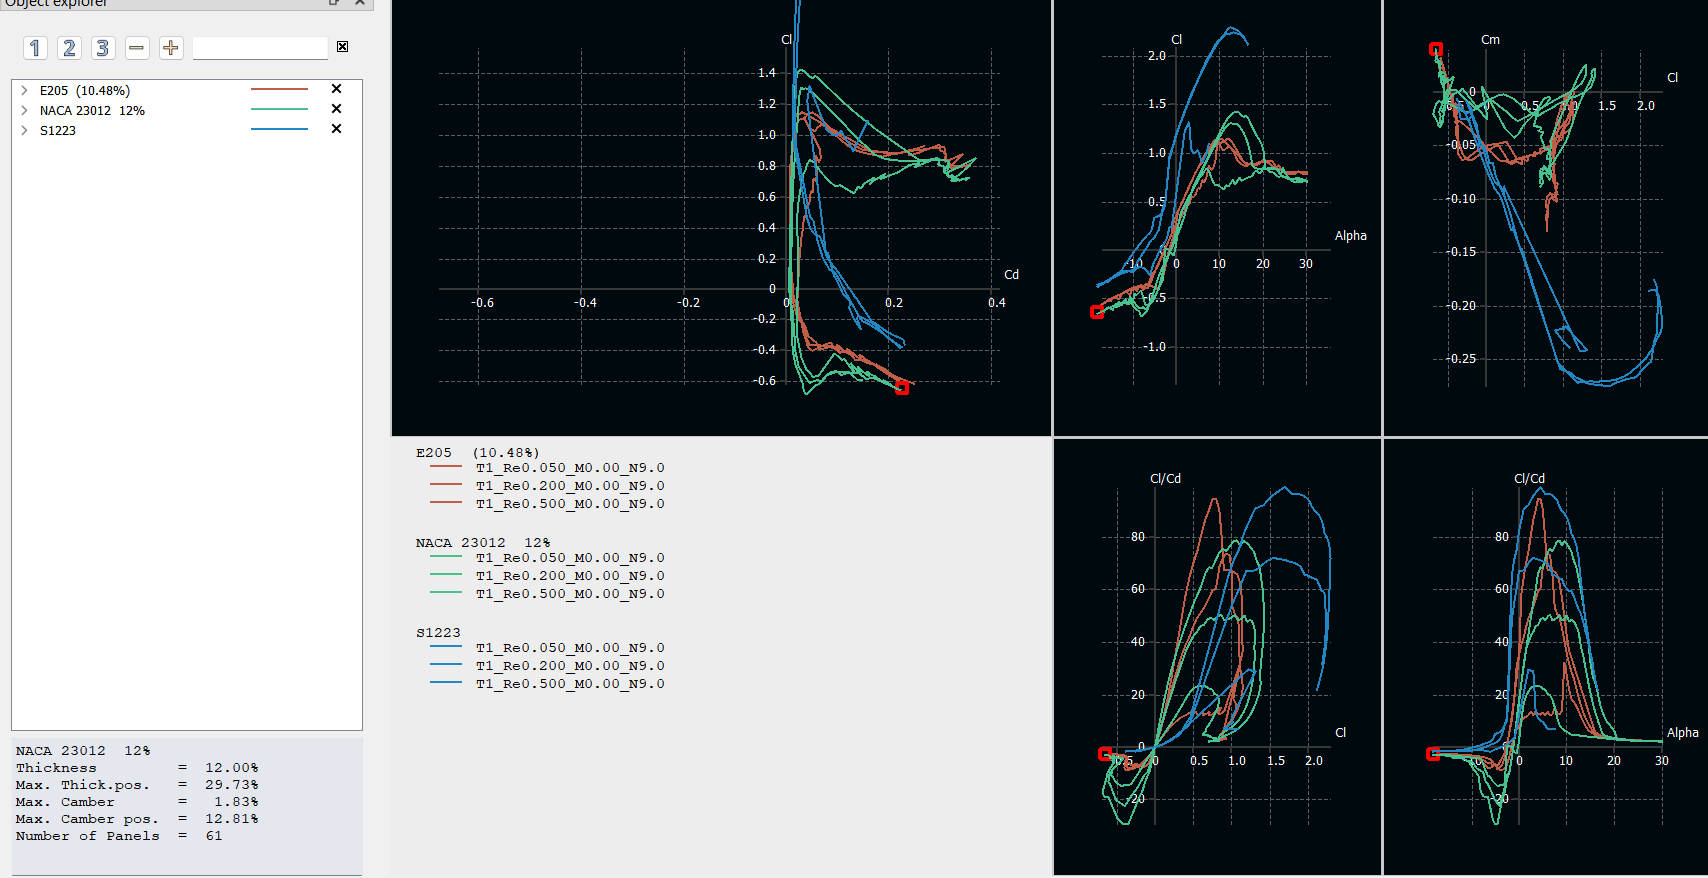 Object explorer
1 2 3
E205 (10.48%)
NACA 23012 12%
S1223
NACA 23012 12%
Thickness = 12.00%
Max. Thick.pos. = 29.73%
Max. Camber = 1.83%
Max. Camber pos. = 12.81%
Number of Panels = 61
Cl
1.4
1.2
1.0
0.8
0.6
0.4
0.2
0
-0.2
-0.4
-0.6
-0.6 -0.4 -0.2 0.2 0.4
Cd
Cl
2.0
1.5
1.0
0.5
-0.5
-1.0
-10 0 10 20 30
Alpha
Cm
Cl
0
-0.05
-0.10
-0.15
-0.20
-0.25
0 0.5 1.5 2.0
E205 (10.48%)
T1_Re0.050_M0.00_N9.0
T1_Re0.200_M0.00_N9.0
T1_Re0.500_M0.00_N9.0
NACA 23012 12%
T1_Re0.050_M0.00_N9.0
T1_Re0.200_M0.00_N9.0
T1_Re0.500_M0.00_N9.0
S1223
T1_Re0.050_M0.00_N9.0
T1_Re0.200_M0.00_N9.0
T1_Re0.500_M0.00_N9.0
Cl/Cd
80
60
40
20
0
-20
0 0.5 1.0 1.5 2.0
Cl
Cl/Cd
80
60
40
20
-20
-10 0 10 20 30
Alpha